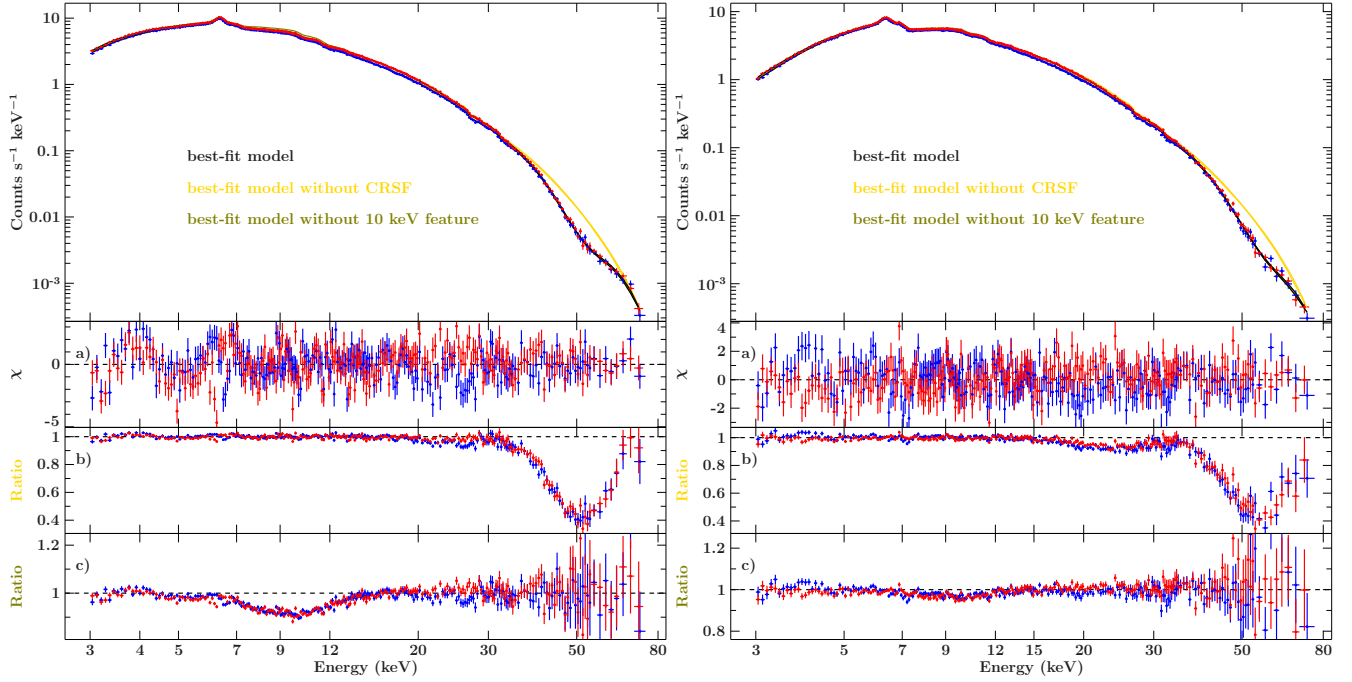 10
1
0.1
0.01
10⁻³
Counts s⁻¹ keV⁻¹
best-fit model
best-fit model without CRSF
best-fit model without 10 keV feature
a)
0
-5
χ
b)
1
0.8
0.6
0.4
Ratio
c)
1.2
1
Ratio
3 4 5 7 9 12 20 30 50 80
Energy (keV)
10
1
0.1
0.01
10⁻³
Counts s⁻¹ keV⁻¹
best-fit model
best-fit model without CRSF
best-fit model without 10 keV feature
a)
4
2
0
-2
χ
b)
1
0.8
0.6
0.4
Ratio
c)
1.2
1
0.8
Ratio
3 5 7 9 12 15 20 30 50 80
Energy (keV)